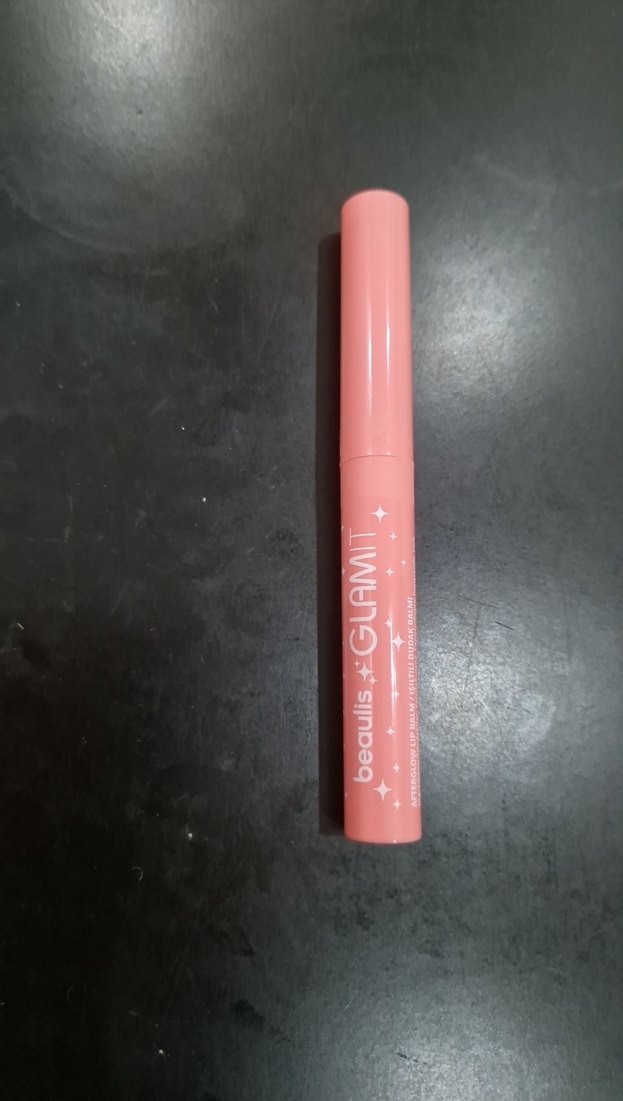 beaulis GLAMIT
AFTERGLOW LIP BALM / IŞILTILI DUDAK BALMI